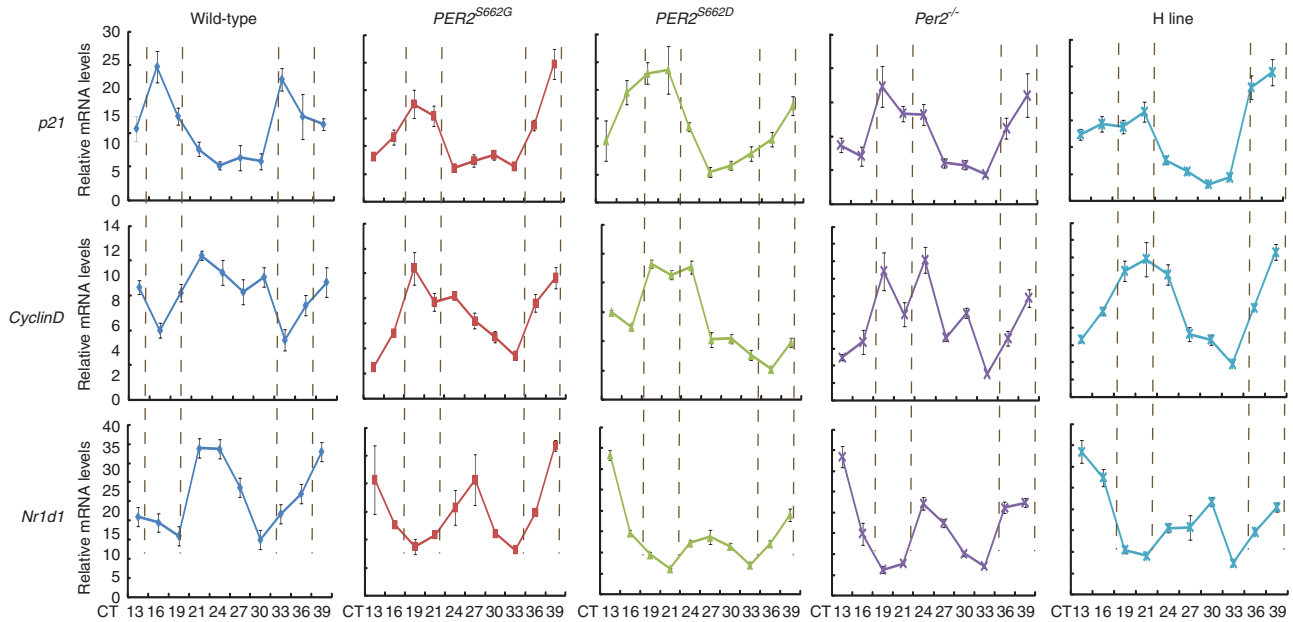 Wild-type PER2S662G PER2S662D Per2-/- H line
p21
Relative mRNA levels
30
25
20
15
10
5
0
CyclinD
Relative mRNA levels
14
12
10
8
6
4
2
0
Nr1d1
Relative mRNA levels
40
35
30
25
20
15
10
5
0
CT 13 16 19 21 24 27 30 33 36 39
CT 13 16 19 21 24 27 30 33 36 39
CT 13 16 19 21 24 27 30 33 36 39
CT 13 16 19 21 24 27 30 33 36 39
CT 13 16 19 21 24 27 30 33 36 39